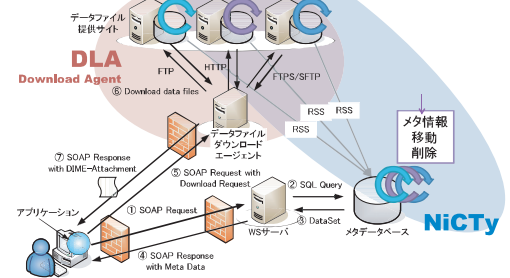 データファイル
提供サイト
DLA
Download Agent
FTP
HTTP
FTPS/SFTP
⑥ Download data files
RSS
RSS
RSS
データファイル
ダウンロード
エージェント
メタ情報
移動
削除
⑦ SOAP Response
with DIME-Attachment
⑤ SOAP Request with
Download Request
② SQL Query
アプリケーション
① SOAP Request
③ DataSet
WSサーバ
メタデータベース
NiCTy
④ SOAP Response
with Meta Data